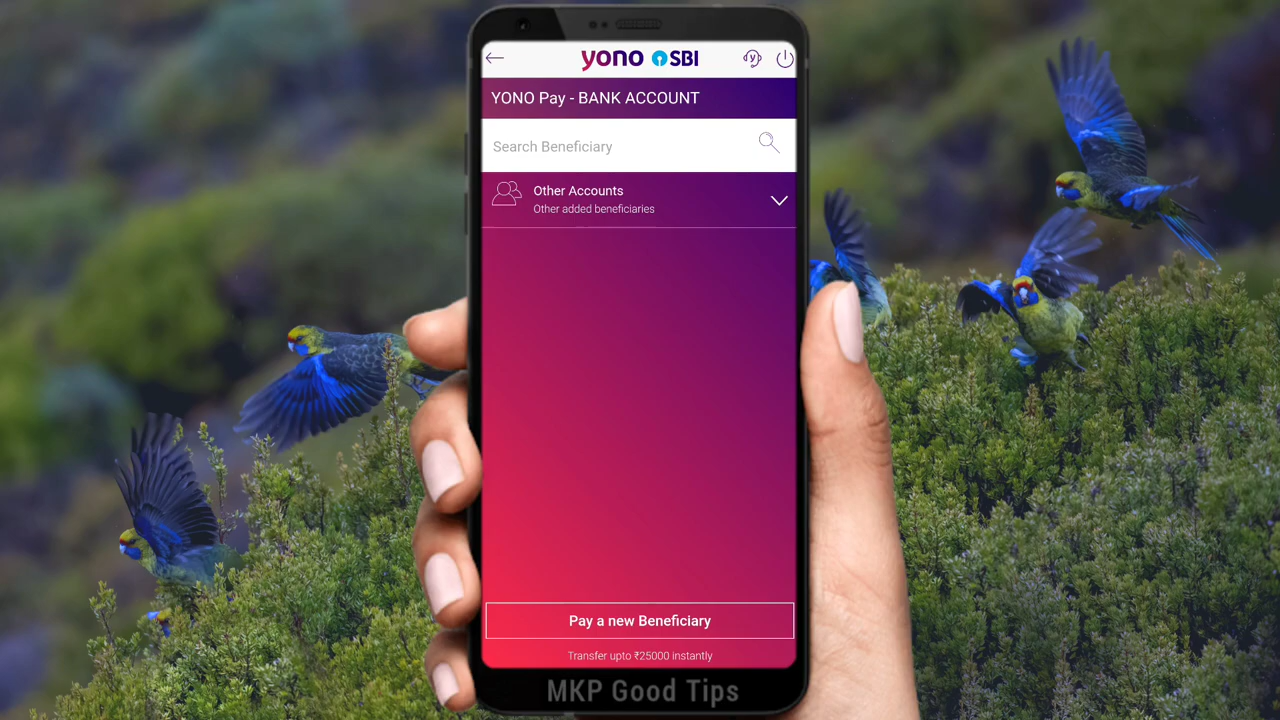 yono SBI
YONO Pay - BANK ACCOUNT
Search Beneficiary
Other Accounts
Other added beneficiaries
Pay a new Beneficiary
Transfer upto ₹25000 instantly
MKP Good Tips